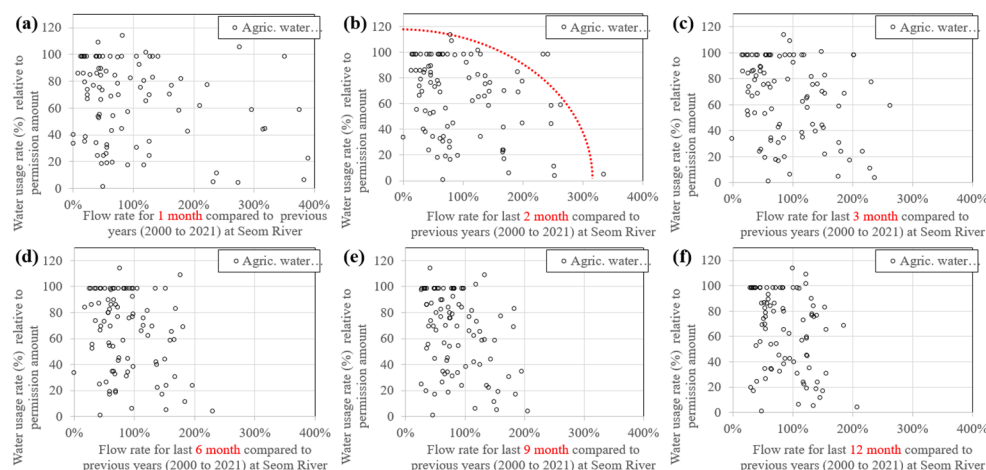 (a)
Agric. water...
120
100
80
60
40
20
0
0%
100%
200%
300%
400%
Water usage rate (%) relative to
permission amount
Flow rate for 1 month compared to previous
years (2000 to 2021) at Seom River
(b)
Agric. water...
120
100
80
60
40
20
0
0%
100%
200%
300%
400%
Water usage rate (%) relative to
permission amount
Flow rate for last 2 month compared to
previous years (2000 to 2021) at Seom River
(c)
Agric. water...
120
100
80
60
40
20
0
0%
100%
200%
300%
400%
Water usage rate (%) relative to
permission amount
Flow rate for last 3 month compared to
previous years (2000 to 2021) at Seom River
(d)
Agric. water...
120
100
80
60
40
20
0
0%
100%
200%
300%
400%
Water usage rate (%) relative to
permission amount
Flow rate for last 6 month compared to
previous years (2000 to 2021) at Seom River
(e)
Agric. water...
120
100
80
60
40
20
0
0%
100%
200%
300%
400%
Water usage rate (%) relative to
permission amount
Flow rate for last 9 month compared to
previous years (2000 to 2021) at Seom River
(f)
Agric. water...
120
100
80
60
40
20
0
0%
100%
200%
300%
400%
Water usage rate (%) relative to
permission amount
Flow rate for last 12 month compared to
previous years (2000 to 2021) at Seom River